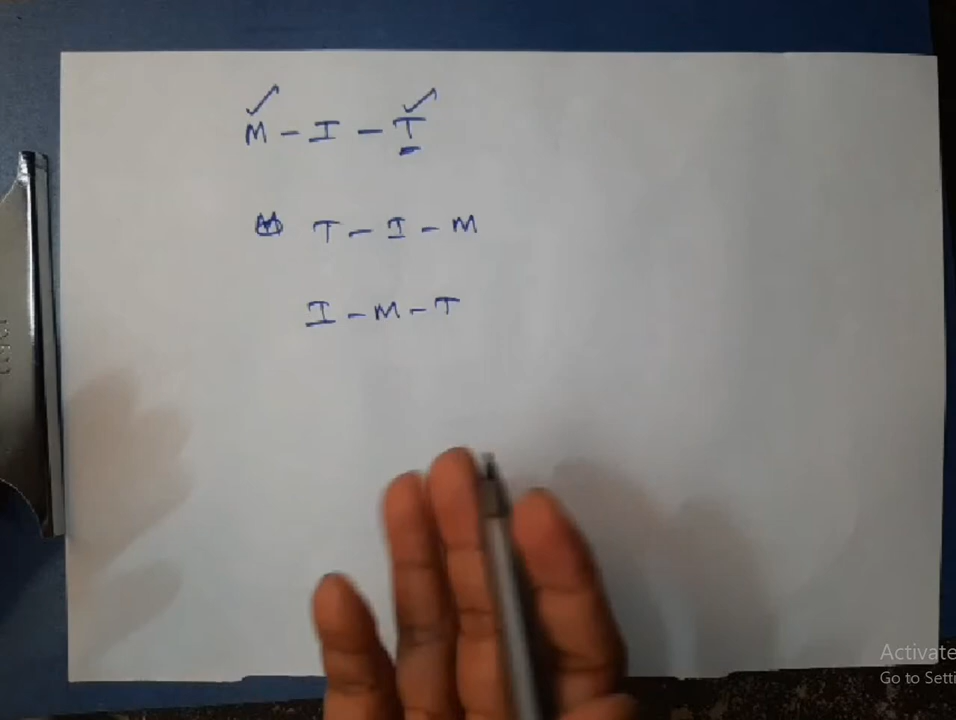 M - I - T
T - I - M
I - M - T
Activate
Go to Setti